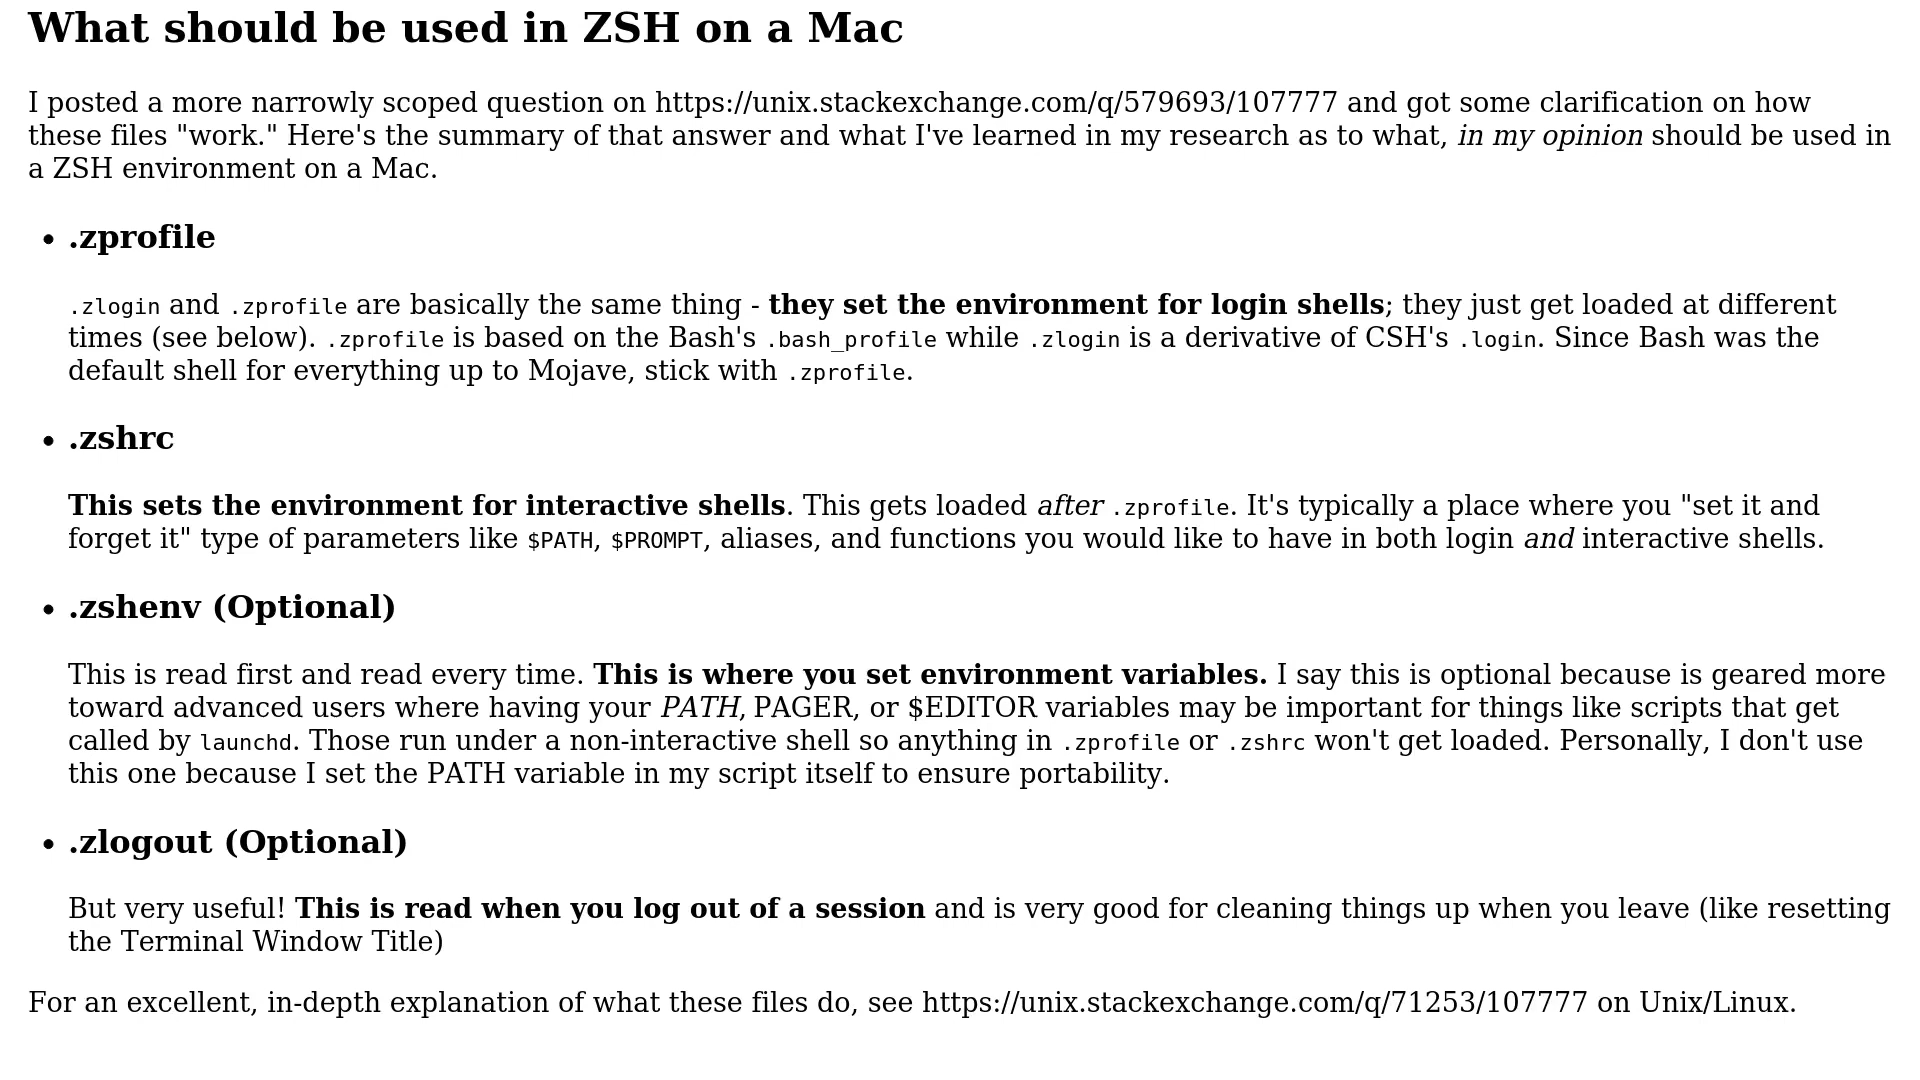 What should be used in ZSH on a Mac
I posted a more narrowly scoped question on https://unix.stackexchange.com/q/579693/107777 and got some clarification on how
these files "work." Here's the summary of that answer and what I've learned in my research as to what, in my opinion should be used in
a ZSH environment on a Mac.
• .zprofile
.zlogin and .zprofile are basically the same thing - they set the environment for login shells; they just get loaded at different
times (see below). .zprofile is based on the Bash's .bash_profile while .zlogin is a derivative of CSH's .login. Since Bash was the
default shell for everything up to Mojave, stick with .zprofile.
• .zshrc
This sets the environment for interactive shells. This gets loaded after .zprofile. It's typically a place where you "set it and
forget it" type of parameters like $PATH, $PROMPT, aliases, and functions you would like to have in both login and interactive shells.
• .zshenv (Optional)
This is read first and read every time. This is where you set environment variables. I say this is optional because is geared more
toward advanced users where having your PATH, PAGER, or $EDITOR variables may be important for things like scripts that get
called by launchd. Those run under a non-interactive shell so anything in .zprofile or .zshrc won't get loaded. Personally, I don't use
this one because I set the PATH variable in my script itself to ensure portability.
• .zlogout (Optional)
But very useful! This is read when you log out of a session and is very good for cleaning things up when you leave (like resetting
the Terminal Window Title)
For an excellent, in-depth explanation of what these files do, see https://unix.stackexchange.com/q/71253/107777 on Unix/Linux.